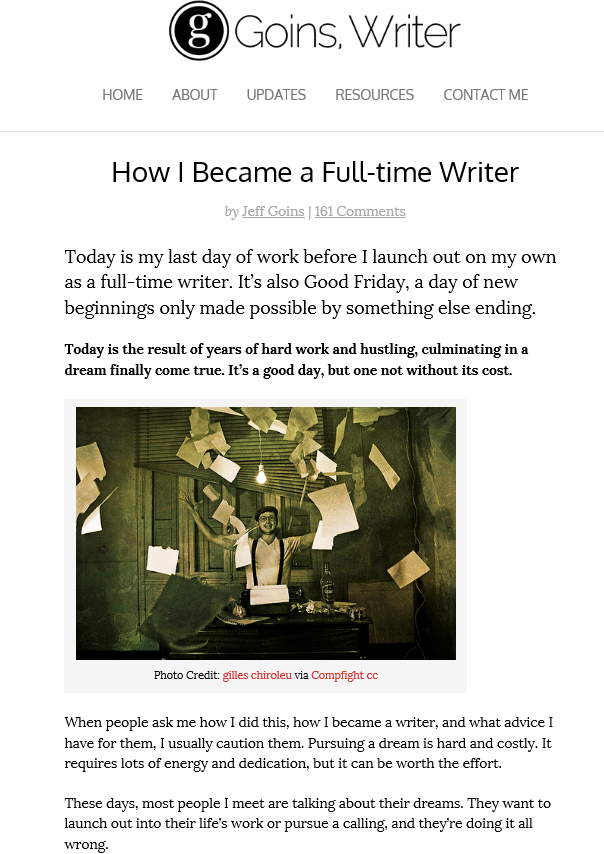 g Goins, Writer
HOME ABOUT UPDATES RESOURCES CONTACT ME
How I Became a Full-time Writer
by Jeff Goins | 161 Comments
Today is my last day of work before I launch out on my own
as a full-time writer. It’s also Good Friday, a day of new
beginnings only made possible by something else ending.
Today is the result of years of hard work and hustling, culminating in a
dream finally come true. It’s a good day, but one not without its cost.
Photo Credit: gilles chiroleu via Compfight cc
When people ask me how I did this, how I became a writer, and what advice I
have for them, I usually caution them. Pursuing a dream is hard and costly. It
requires lots of energy and dedication, but it can be worth the effort.
These days, most people I meet are talking about their dreams. They want to
launch out into their life’s work or pursue a calling, and they’re doing it all
wrong.